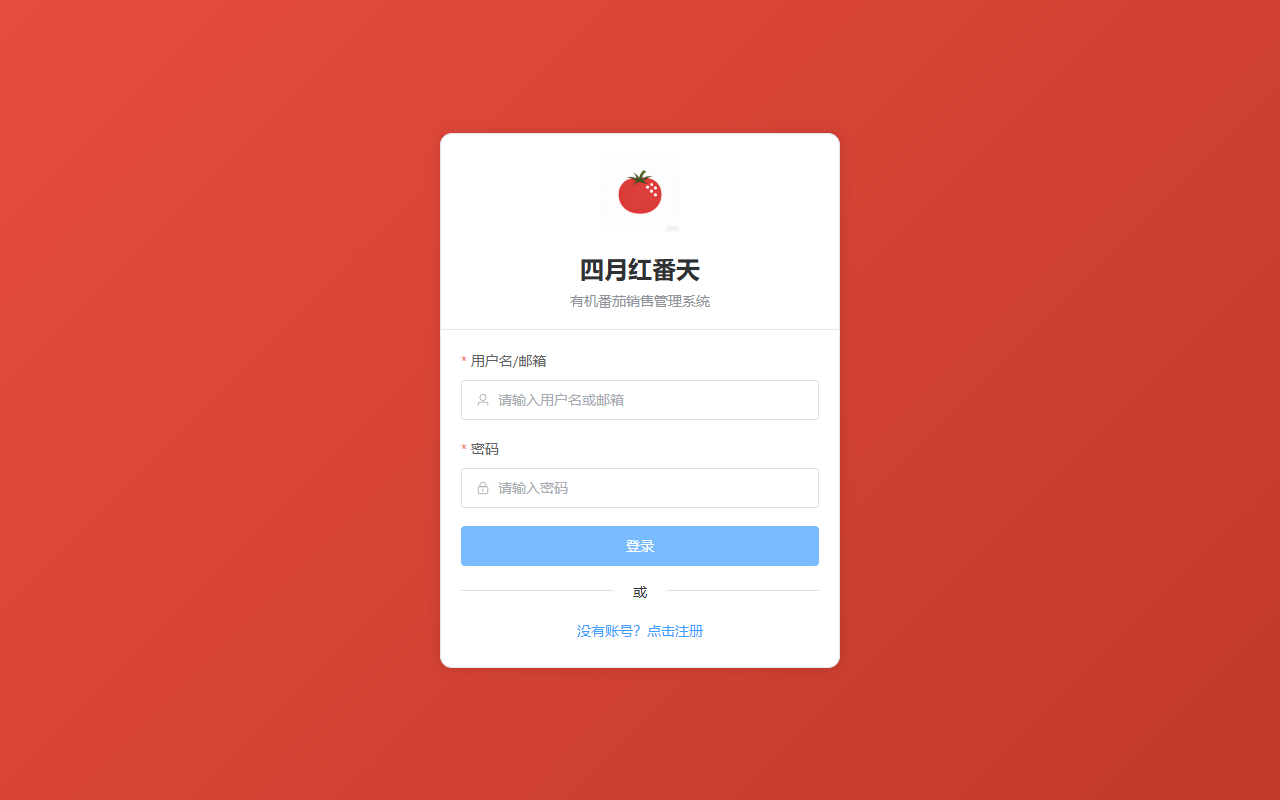 四月红番天
有机番茄销售管理系统
* 用户名/邮箱
请输入用户名或邮箱
* 密码
请输入密码
登录
或
没有账号？点击注册